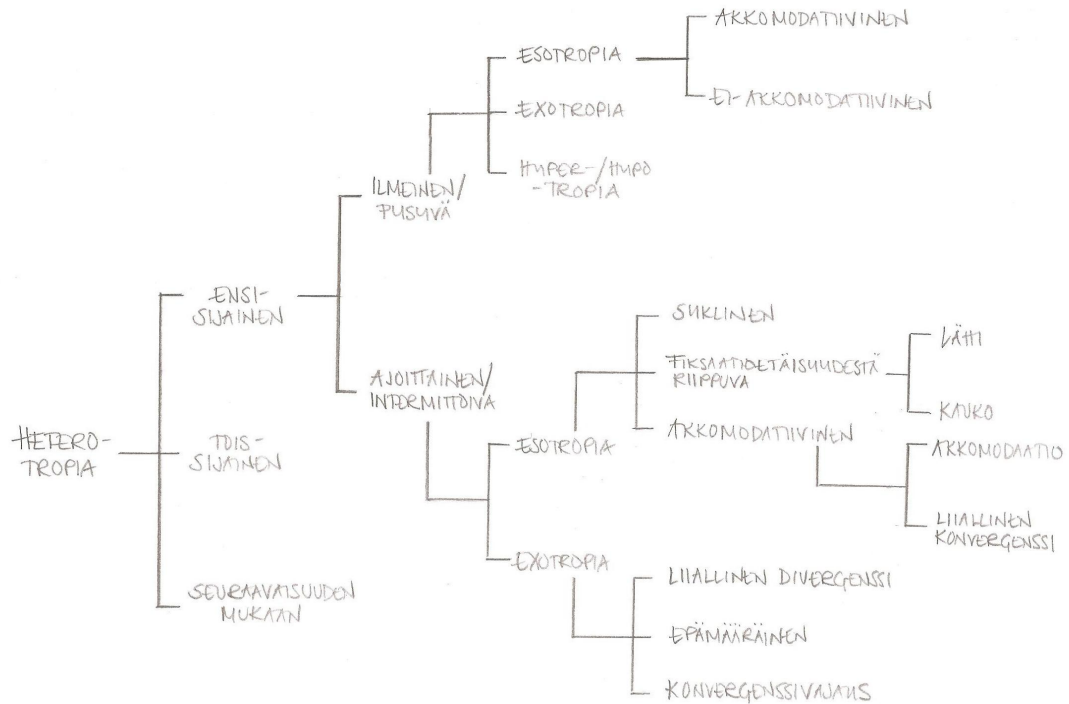 AKKOMODATIIVINEN
ESOTROPIA
EI-AKKOMODATIIVINEN
EXOTROPIA
HYPER-/HYPO
-TROPIA
ILMEINEN/
PYSYVÄ
ENSI-
SIJAINEN
SYKLINEN
FIKSAATIOETÄISYYDESTÄ
RIIPPUVA
LÄHI
KAUKO
AJOITTAINEN/
INTERMITTOIVA
AKKOMODATIIVINEN
HETERO-
TROPIA
TOIS-
SIJAINEN
ESOTROPIA
AKKOMODAATIO
LIIALLINEN
KONVERGENSSI
EXOTROPIA
LIIALLINEN DIVERGENSSI
SEURAAVAISUUDEN
MUKAAN
EPÄMÄÄRÄINEN
KONVERGENSSIVAJAUS